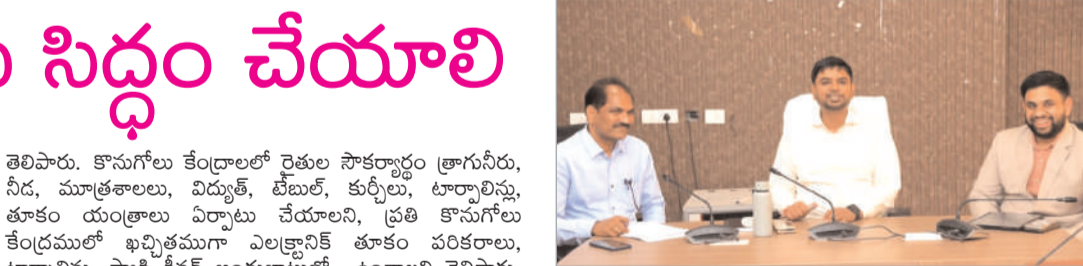 సిద్ధం చేయాలి
తెలిపారు. కొనుగోలు కేంద్రాలలో రైతుల సౌకర్యార్థం త్రాగునీరు,
నీడ, మూత్రశాలలు, విద్యుత్, టేబుల్, కుర్చీలు, టార్పాలిన్లు,
తూకం యంత్రాలు ఏర్పాటు చేయాలని, ప్రతి కొనుగోలు
కేంద్రములో ఖచ్చితముగా ఎలక్ట్రానిక్ తూకం పరికరాలు,